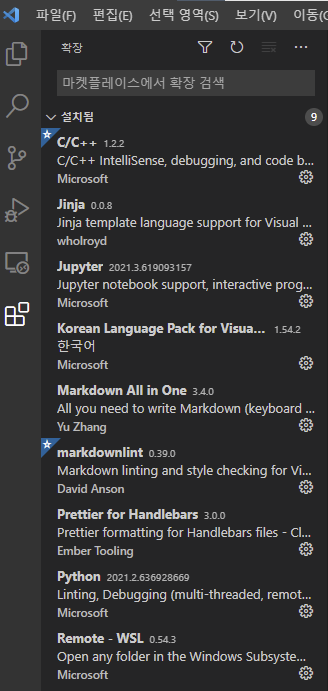 파일(F) 편집(E) 선택 영역(S) 보기(V) 이동(
확장
마켓플레이스에서 확장 검색
설치됨 9
C/C++ 1.2.2
C/C++ IntelliSense, debugging, and code b...
Microsoft
Jinja 0.0.8
Jinja template language support for Visual ...
wholroyd
Jupyter 2021.3.619093157
Jupyter notebook support, interactive prog...
Microsoft
Korean Language Pack for Visua... 1.54.2
한국어
Microsoft
Markdown All in One 3.4.0
All you need to write Markdown (keyboard ...
Yu Zhang
markdownlint 0.39.0
Markdown linting and style checking for Vi...
David Anson
Prettier for Handlebars 3.0.0
Prettier formatting for Handlebars files - Cl...
Ember Tooling
Python 2021.2.636928669
Linting, Debugging (multi-threaded, remot...
Microsoft
Remote - WSL 0.54.3
Open any folder in the Windows Subsyste...
Microsoft